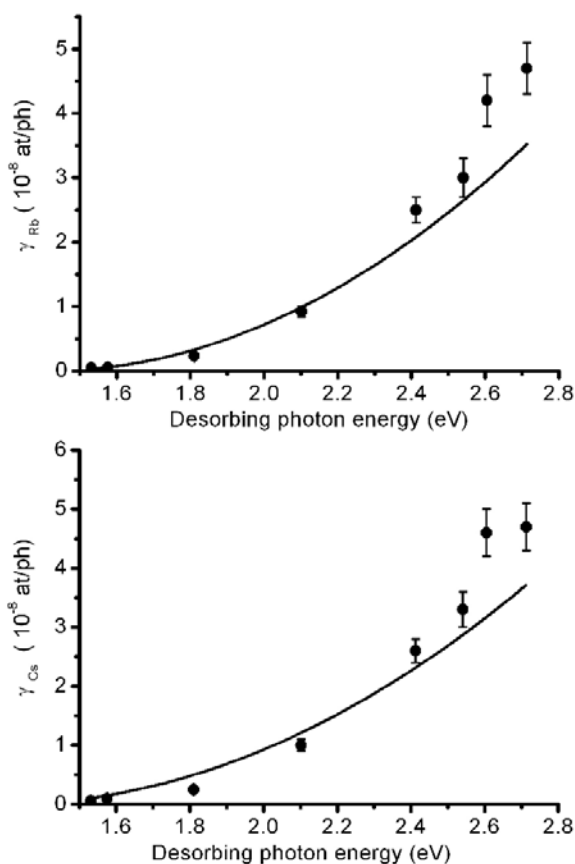 5
4
3
2
1
0
γ Rb ( 10⁻⁸ at/ph)
1.6 1.8 2.0 2.2 2.4 2.6 2.8
Desorbing photon energy (eV)
6
5
4
3
2
1
0
γ Cs ( 10⁻⁸ at/ph)
1.6 1.8 2.0 2.2 2.4 2.6 2.8
Desorbing photon energy (eV)